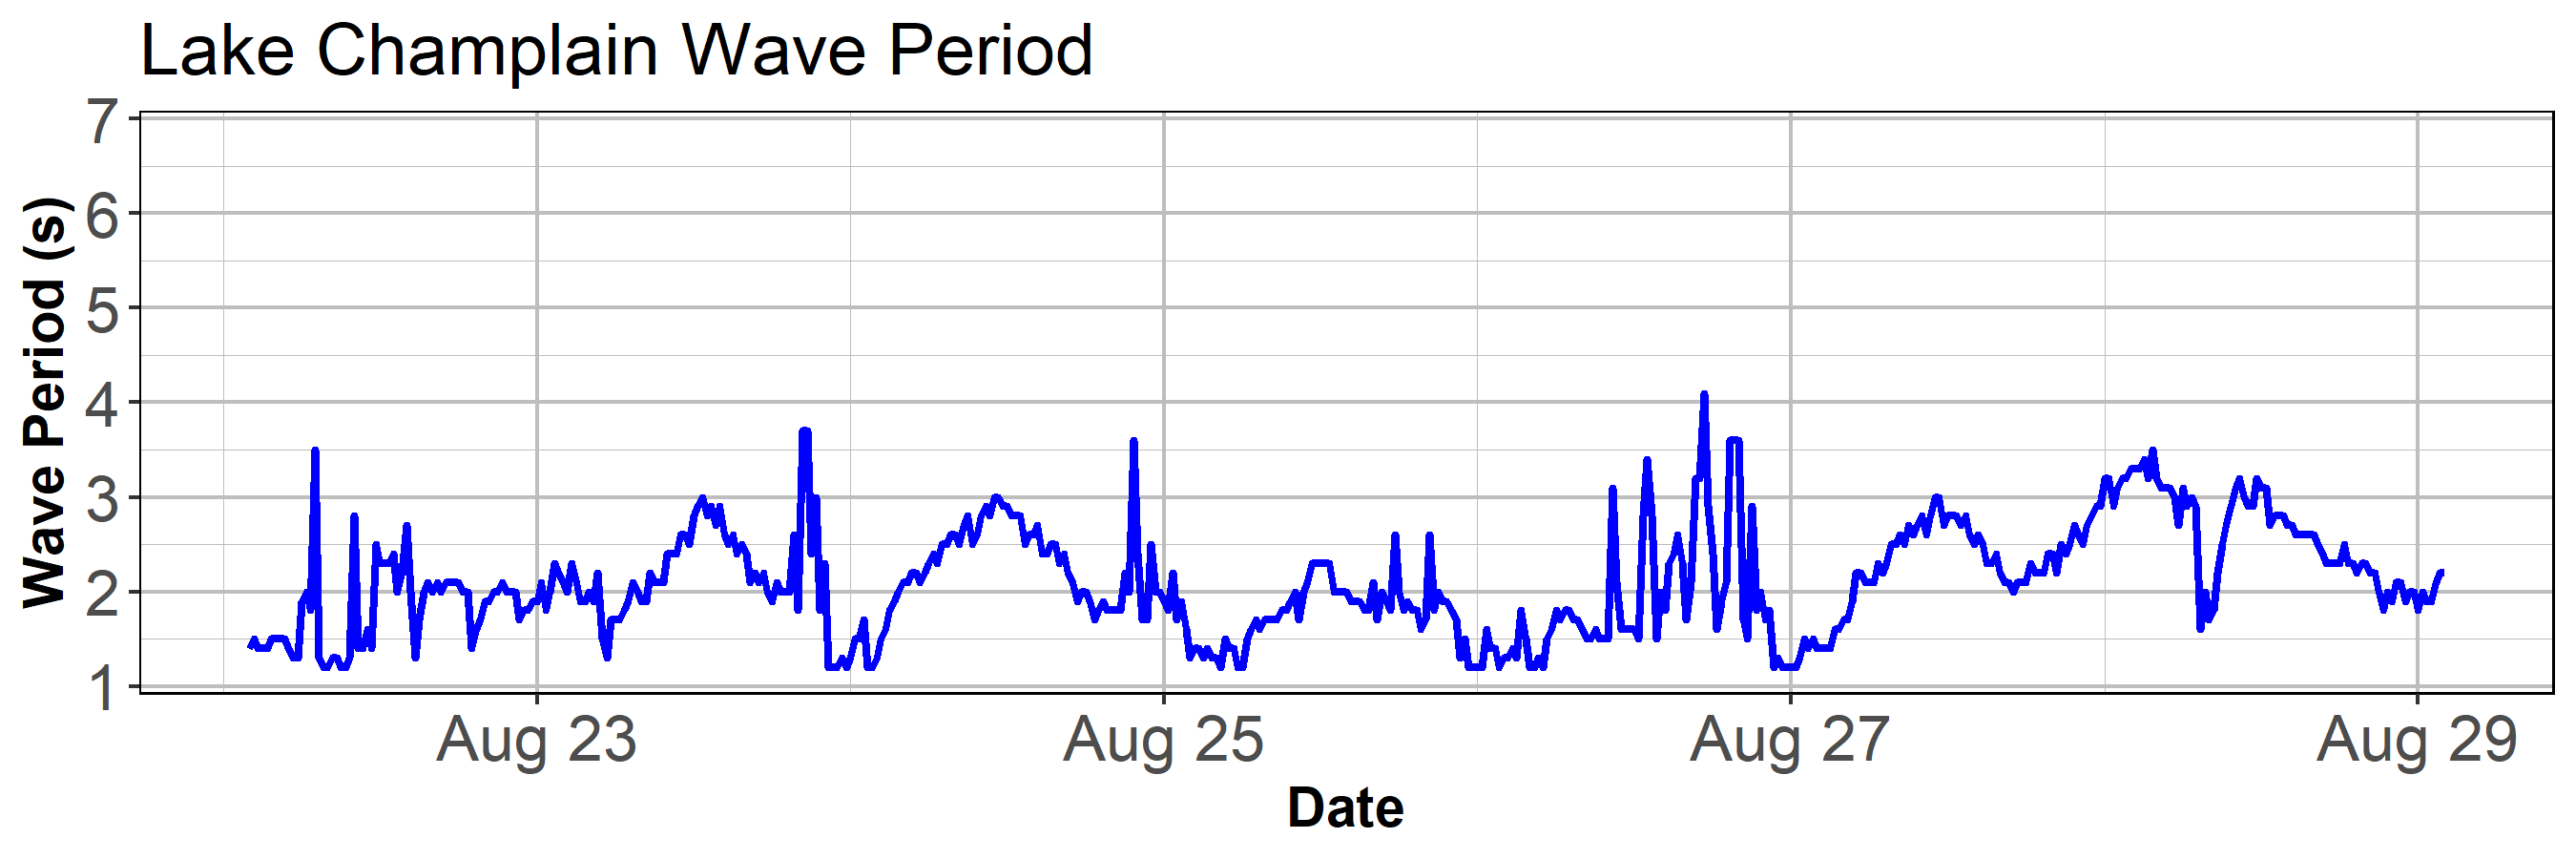 Lake Champlain Wave Period
Wave Period (s)
7
6
5
4
3
2
1
Aug 23
Aug 25
Aug 27
Aug 29
Date